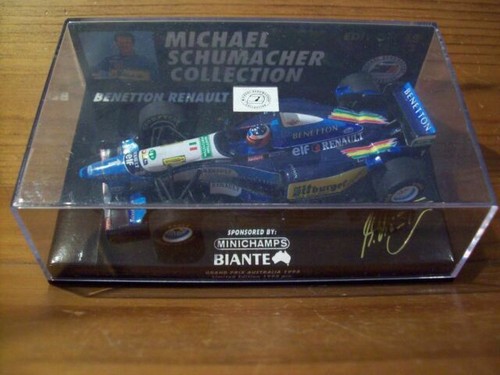 MICHAEL
SCHUMACHER
COLLECTION
BENETTON RENAULT
BENETTON
BENETTON
elf RENAULT
Bitburger
SPONSORED BY:
MINICHAMPS
BIANTE
GRAND PRIX AUSTRALIA 1995